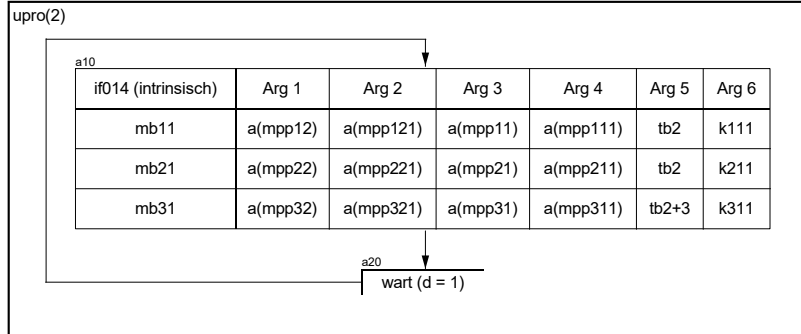 upro(2)
a10
if014 (intrinsisch) Arg 1 Arg 2 Arg 3 Arg 4 Arg 5 Arg 6
mb11 a(mpp12) a(mpp121) a(mpp11) a(mpp111) tb2 k111
mb21 a(mpp22) a(mpp221) a(mpp21) a(mpp211) tb2 k211
mb31 a(mpp32) a(mpp321) a(mpp31) a(mpp311) tb2+3 k311
a20
wart (d = 1)